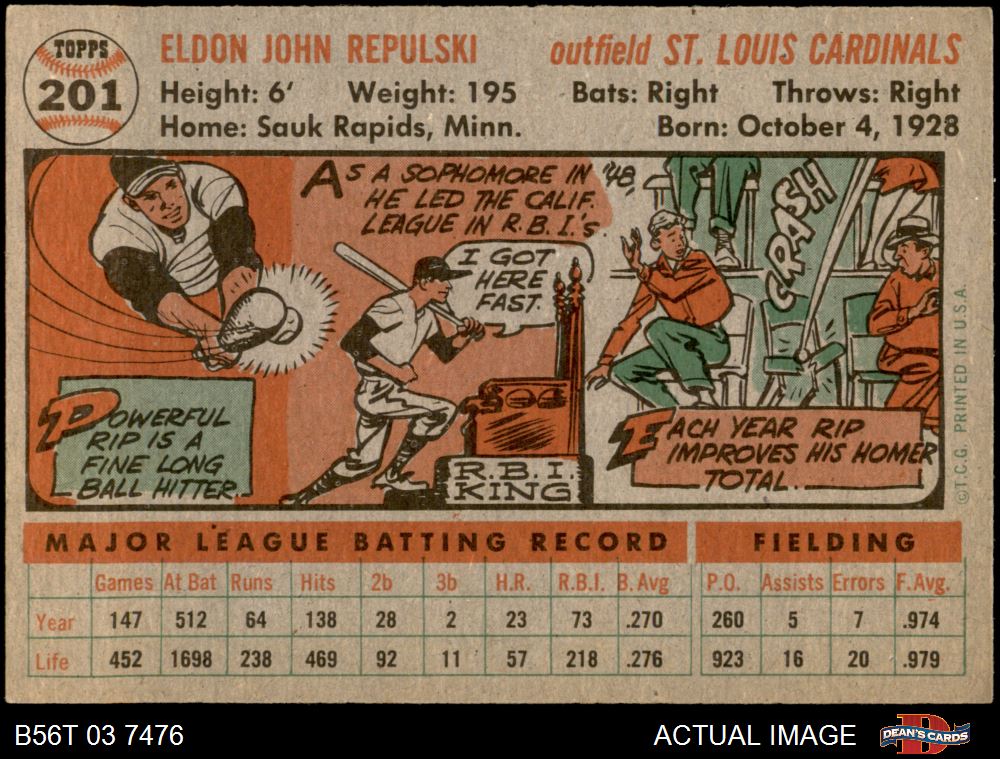 TOPPS
201
ELDON JOHN REPULSKI outfield ST. LOUIS CARDINALS
Height: 6' Weight: 195 Bats: Right Throws: Right
Home: Sauk Rapids, Minn. Born: October 4, 1928
AS A SOPHOMORE IN '48
HE LED THE CALIF.
LEAGUE IN R.B.I.'s
I GOT
HERE
FAST.
R.B.I.
KING
POWERFUL
RIP IS A
FINE LONG
BALL HITTER.
CRASH
EACH YEAR RIP
IMPROVES HIS HOMER
TOTAL.
©T.C.G. PRINTED IN U.S.A.
MAJOR LEAGUE BATTING RECORD FIELDING
Games At Bat Runs Hits 2b 3b H.R. R.B.I. B. Avg P.O. Assists Errors F. Avg.
Year 147 512 64 138 28 2 23 73 .270 260 5 7 .974
Life 452 1698 238 469 92 11 57 218 .276 923 16 20 .979
B56T 03 7476 ACTUAL IMAGE
D
DEAN'S CARDS